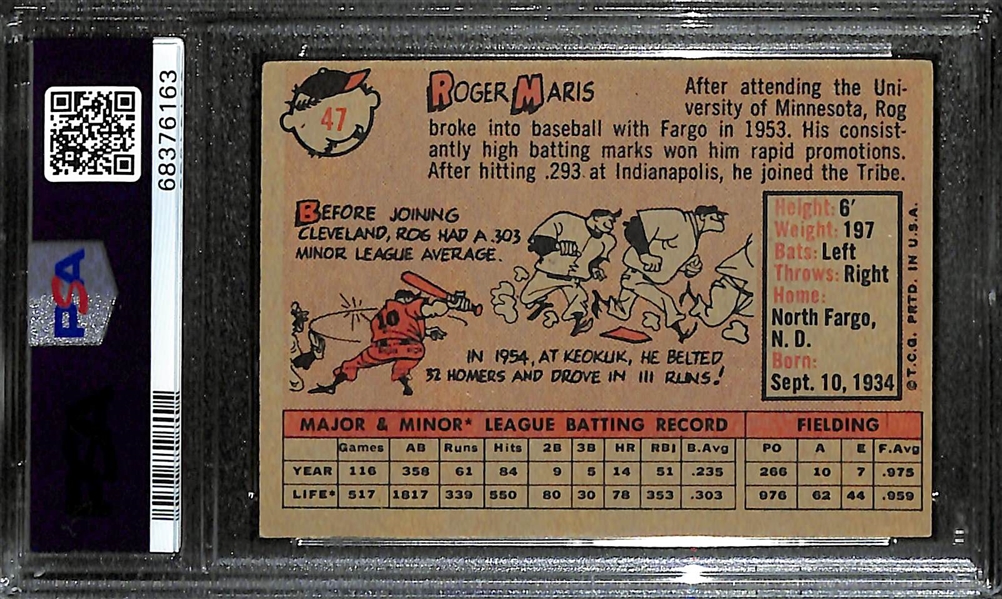 68376163
PSA
47
ROGER MARIS
After attending the Uni-
versity of Minnesota, Rog
broke into baseball with Fargo in 1953. His consist-
antly high batting marks won him rapid promotions.
After hitting .293 at Indianapolis, he joined the Tribe.
BEFORE JOINING
CLEVELAND, ROG HAD A .303
MINOR LEAGUE AVERAGE.
10
IN 1954, AT KEOKUK, HE BELTED
32 HOMERS AND DROVE IN 111 RUNS!
Height: 6'
Weight: 197
Bats: Left
Throws: Right
Home:
North Fargo,
N. D.
Born:
Sept. 10, 1934
© T.C.G. PRTD. IN U.S.A.
MAJOR & MINOR* LEAGUE BATTING RECORD FIELDING
Games AB Runs Hits 2B 3B HR RBI B.Avg PO A E F.Avg
YEAR 116 358 61 84 9 5 14 51 .235 266 10 7 .975
LIFE* 517 1817 339 550 80 30 78 353 .303 976 62 44 .959
PSA